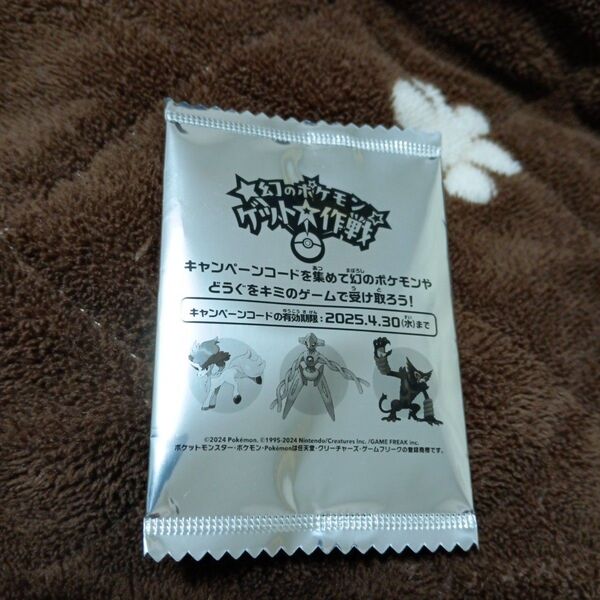 幻のポケモン
ゲット☆作戦
キャンペーンコードを集めて幻のポケモンや
どうぐをキミのゲームで受け取ろう!
キャンペーンコードの有効期限:2025.4.30(水)まで
©2024 Pokémon. ©1995-2024 Nintendo/Creatures Inc. /GAME FREAK inc.
ポケットモンスター・ポケモン・Pokémonは任天堂・クリーチャーズ・ゲームフリークの登録商標です。